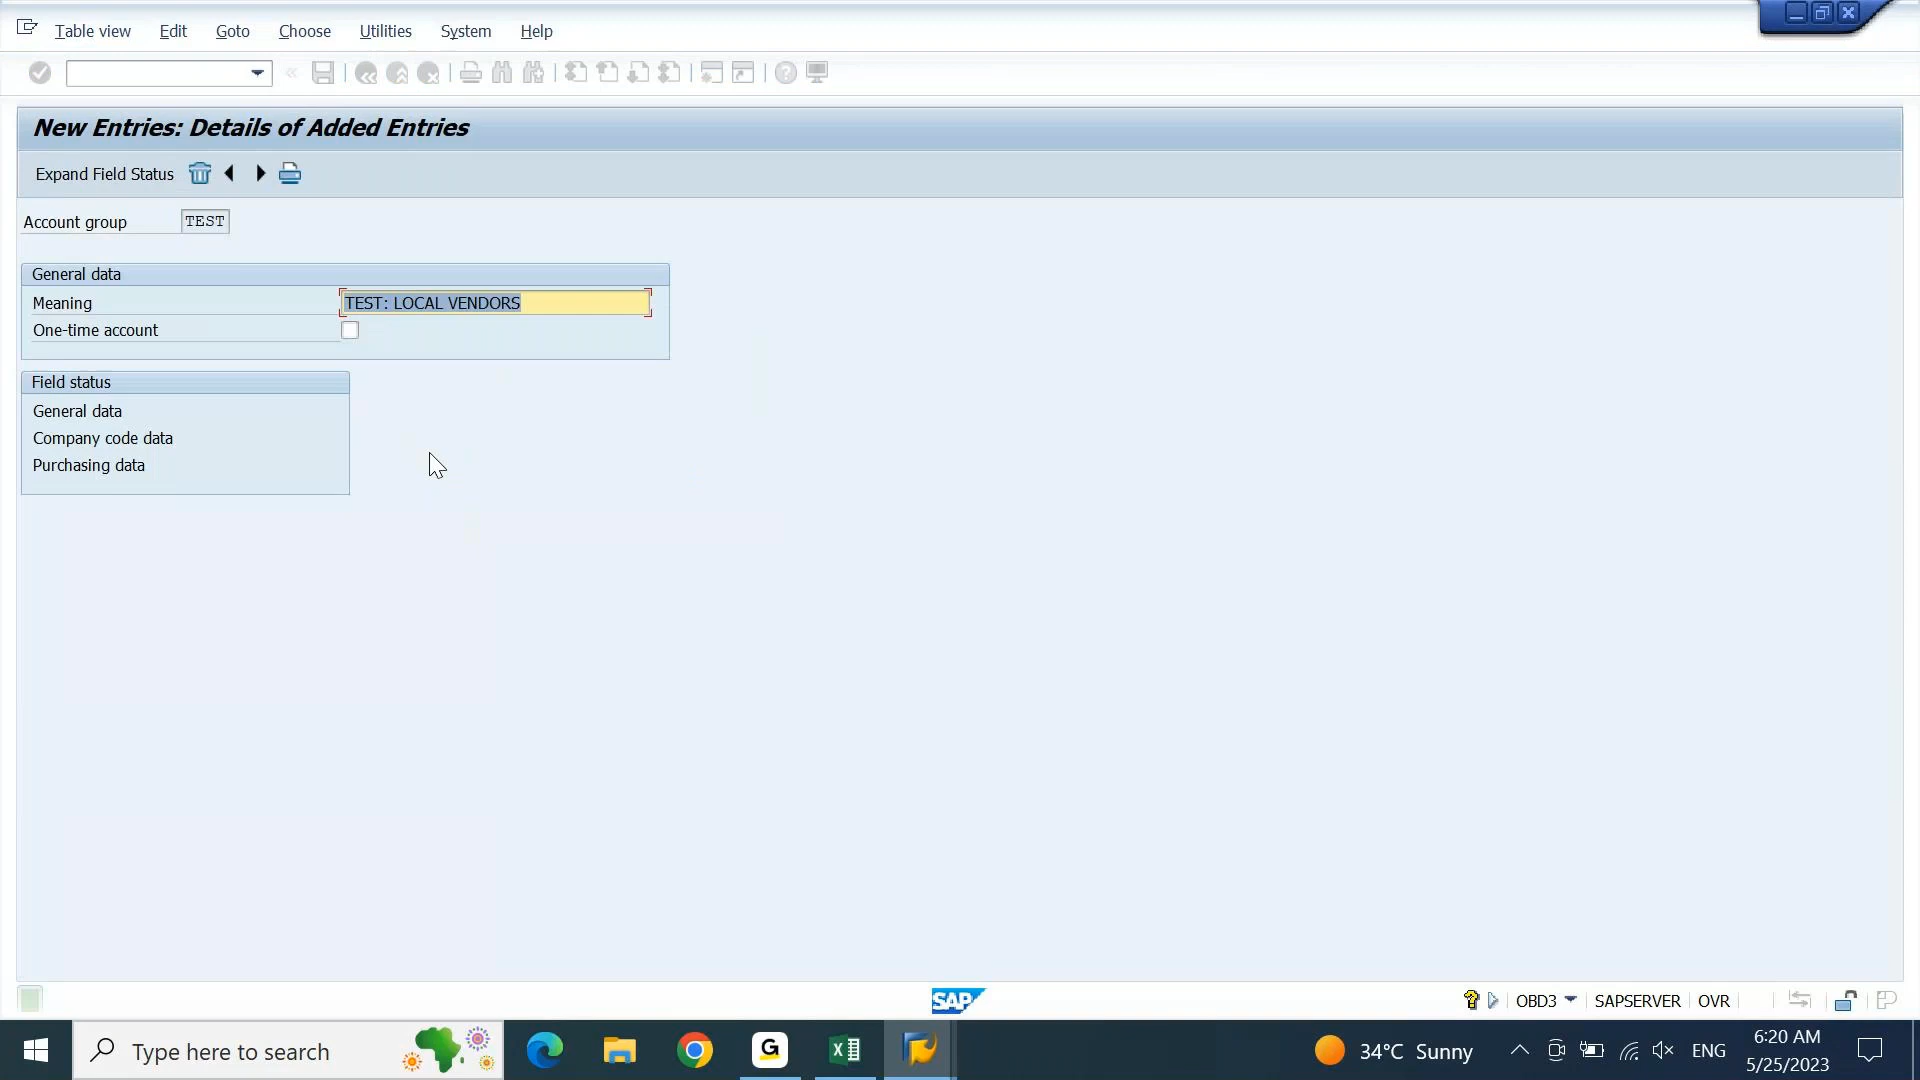 Table view Edit Goto Choose Utilities System Help
New Entries: Details of Added Entries
Expand Field Status
Account group TEST
General data
Meaning TEST: LOCAL VENDORS
One-time account
Field status
General data
Company code data
Purchasing data
SAP OBD3 SAPSERVER OVR
Type here to search
34°C Sunny
ENG
6:20 AM
5/25/2023